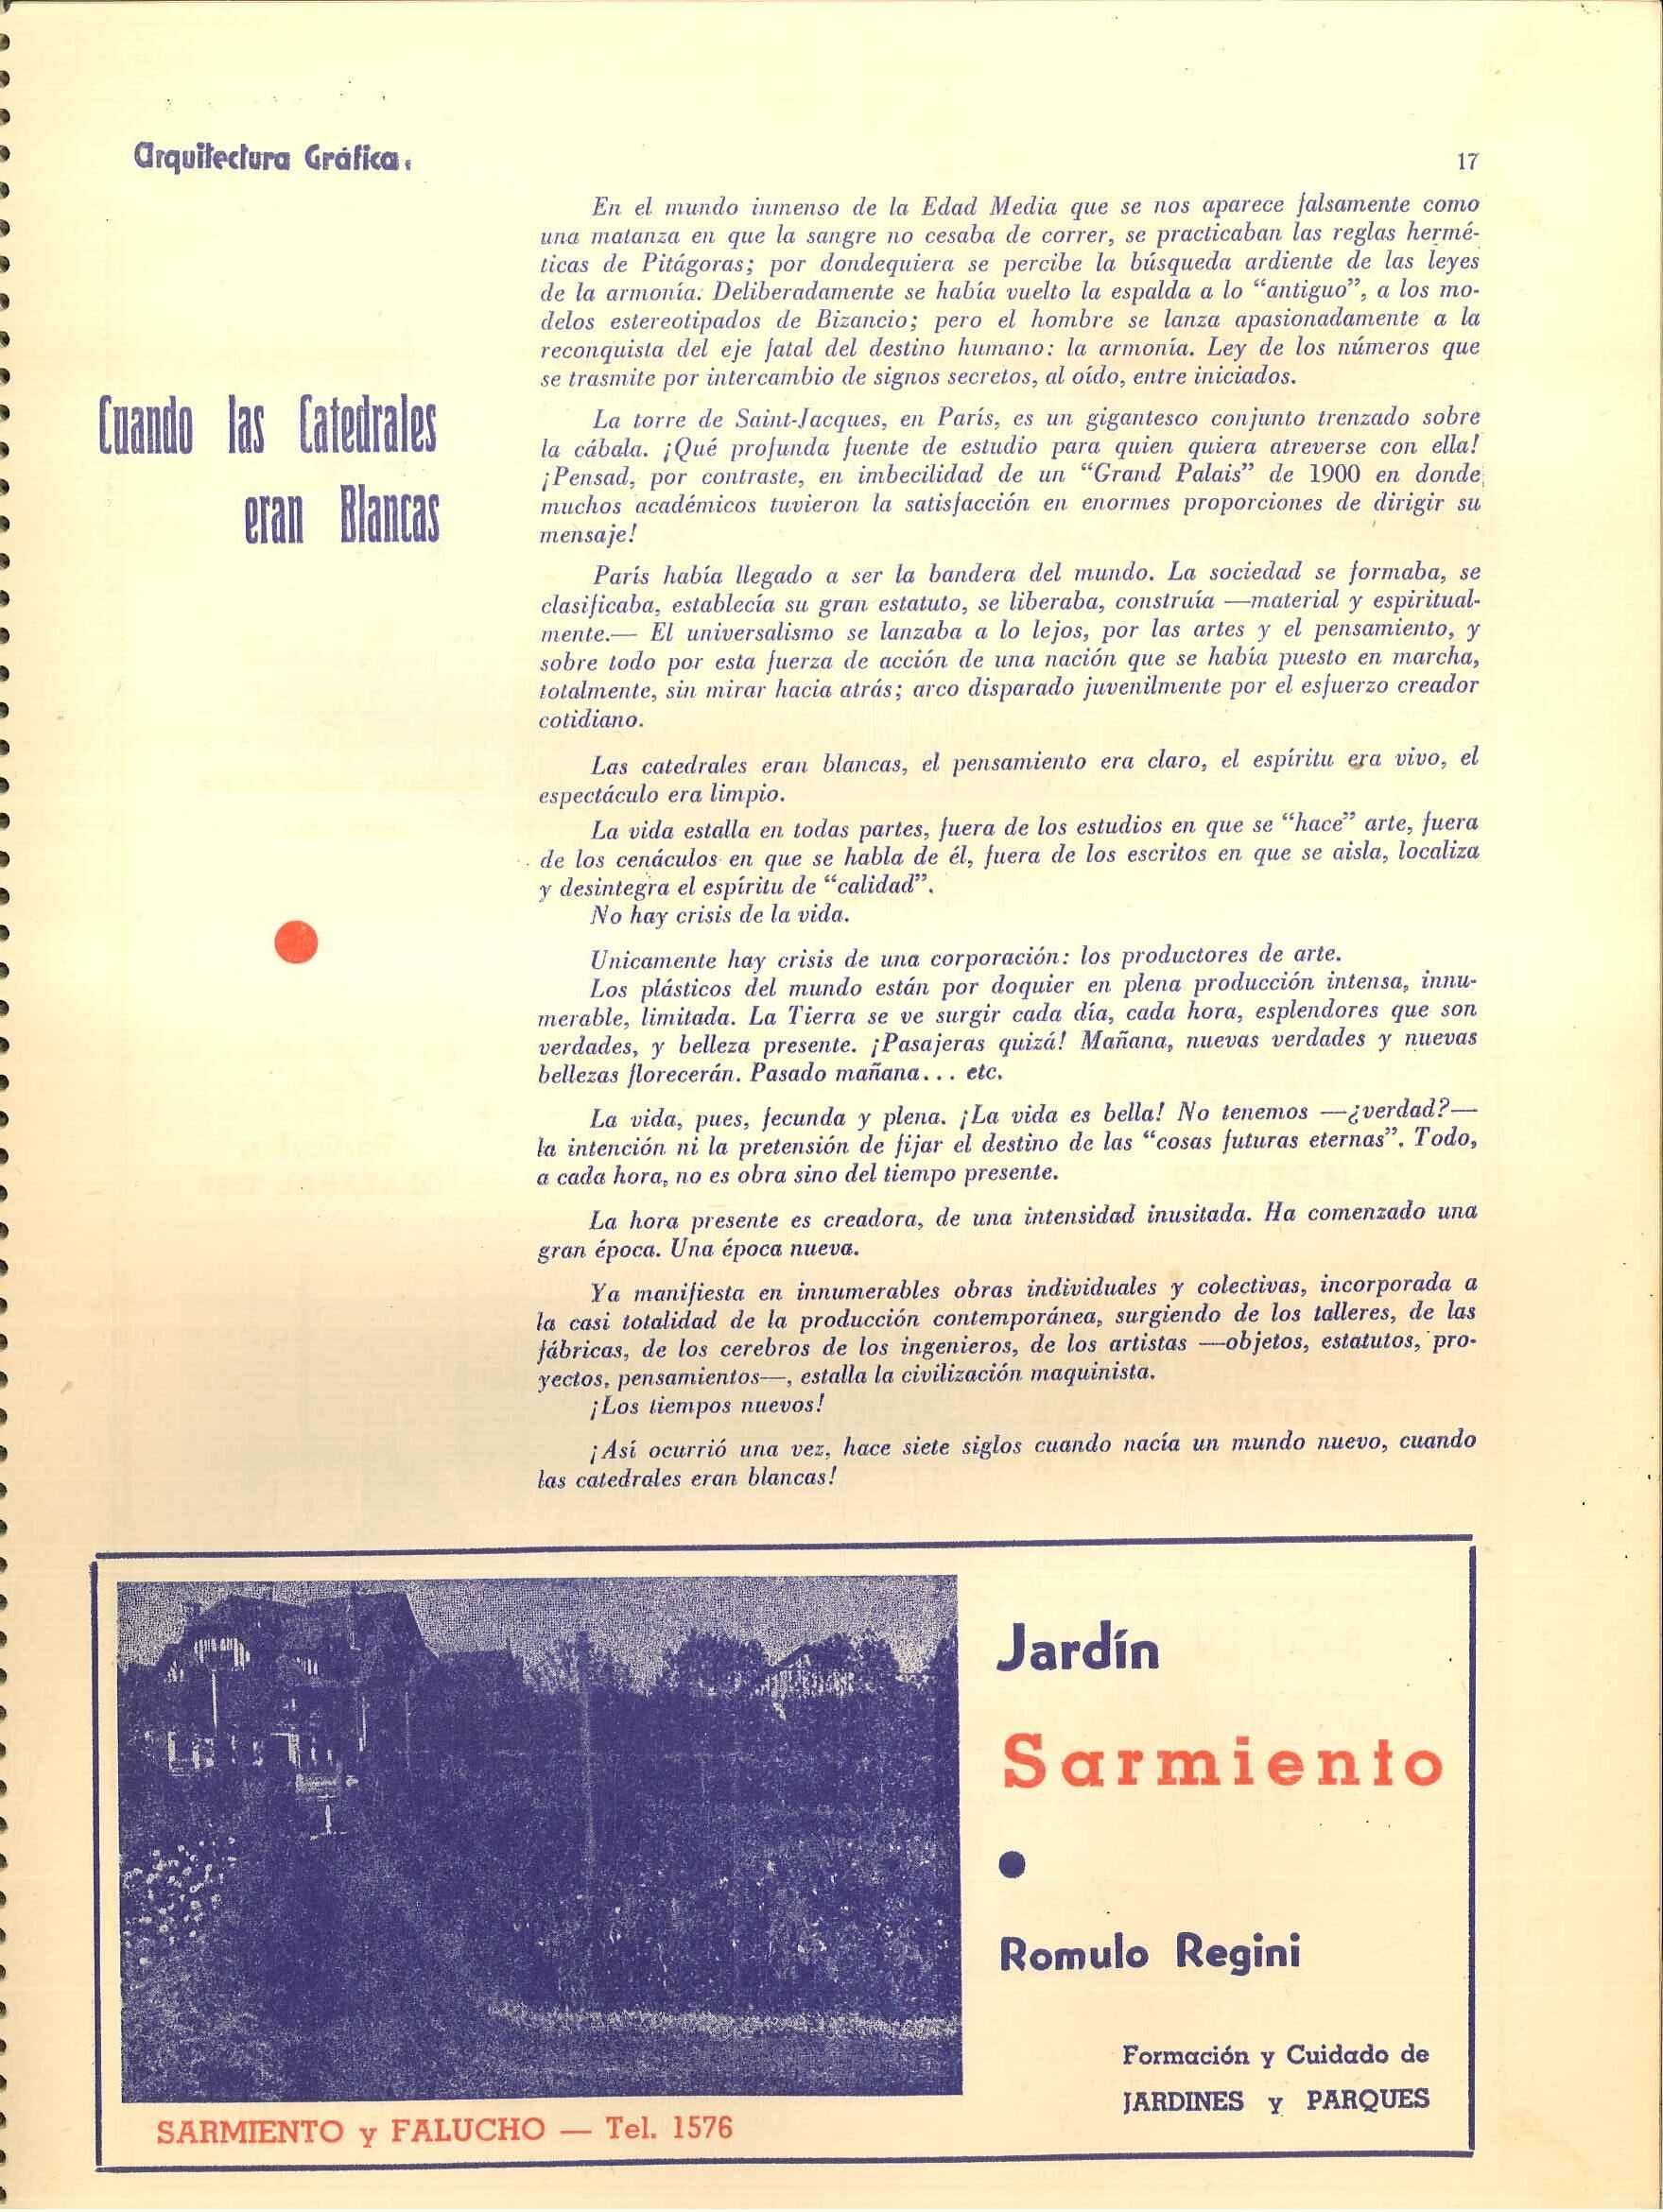 Arquitectura Gráfica.
17
Cuando las Catedrales
eran Blancas
En el mundo inmenso de la Edad Media que se nos aparece falsamente como
una matanza en que la sangre no cesaba de correr, se practicaban las reglas hermé-
ticas de Pitágoras; por dondequiera se percibe la búsqueda ardiente de las leyes
de la armonía. Deliberadamente se había vuelto la espalda a lo “antiguo”, a los mo-
delos estereotipados de Bizancio; pero el hombre se lanza apasionadamente a la
reconquista del eje fatal del destino humano: la armonía. Ley de los números que
se trasmite por intercambio de signos secretos, al oído, entre iniciados.
La torre de Saint-Jacques, en París, es un gigantesco conjunto trenzado sobre
la cábala. ¡Qué profunda fuente de estudio para quien quiera atreverse con ella!
¡Pensad, por contraste, en imbecilidad de un “Grand Palais” de 1900 en donde
muchos académicos tuvieron la satisfacción en enormes proporciones de dirigir su
mensaje!
París había llegado a ser la bandera del mundo. La sociedad se formaba, se
clasificaba, establecía su gran estatuto, se liberaba, construía —material y espiritual-
mente.— El universalismo se lanzaba a lo lejos, por las artes y el pensamiento, y
sobre todo por esta fuerza de acción de una nación que se había puesto en marcha,
totalmente, sin mirar hacia atrás; arco disparado juvenilmente por el esfuerzo creador
cotidiano.
Las catedrales eran blancas, el pensamiento era claro, el espíritu era vivo, el
espectáculo era limpio.
La vida estalla en todas partes, fuera de los estudios en que se “hace” arte, fuera
de los cenáculos en que se habla de él, fuera de los escritos en que se aisla, localiza
y desintegra el espíritu de “calidad”.
No hay crisis de la vida.
Unicamente hay crisis de una corporación: los productores de arte.
Los plásticos del mundo están por doquier en plena producción intensa, innu-
merable, limitada. La Tierra se ve surgir cada día, cada hora, esplendores que son
verdades, y belleza presente. ¡Pasajeras quizá! Mañana, nuevas verdades y nuevas
bellezas florecerán. Pasado mañana... etc.
La vida, pues, fecunda y plena. ¡La vida es bella! No tenemos —¿verdad?—
la intención ni la pretensión de fijar el destino de las “cosas futuras eternas”. Todo,
a cada hora, no es obra sino del tiempo presente.
La hora presente es creadora, de una intensidad inusitada. Ha comenzado una
gran época. Una época nueva.
Ya manifiesta en innumerables obras individuales y colectivas, incorporada a
la casi totalidad de la producción contemporánea, surgiendo de los talleres, de las
fábricas, de los cerebros de los ingenieros, de los artistas —objetos, estatutos, pro-
yectos, pensamientos—, estalla la civilización maquinista.
¡Los tiempos nuevos!
¡Así ocurrió una vez, hace siete siglos cuando nacía un mundo nuevo, cuando
las catedrales eran blancas!
Jardín
Sarmiento
Romulo Regini
Formación y Cuidado de
JARDINES y PARQUES
SARMIENTO y FALUCHO — Tel. 1576